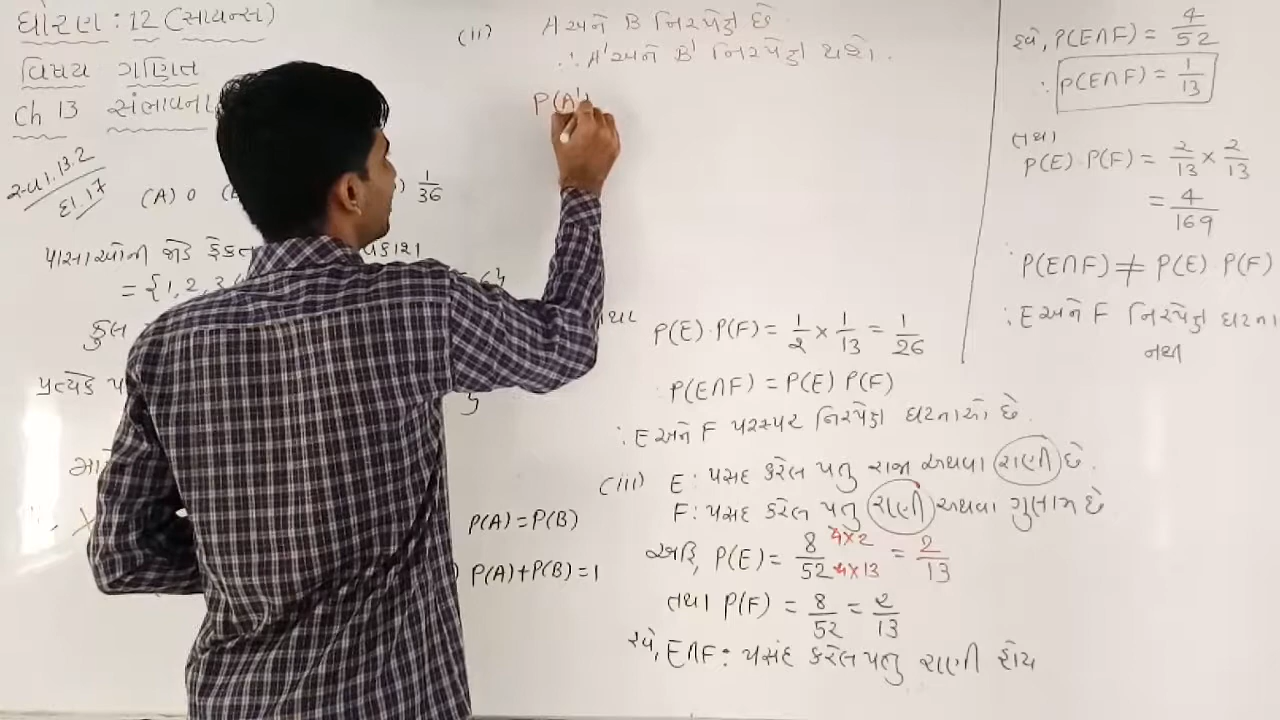 ધોરણ : 12 (સાયન્સ)
વિષય ગણિત
Ch 13 સંભાવના
સ્વા. 13.2
દા. 17
(A) 0
1/36
પાસાઓની જોડ ફેંકતા
= {1, 2, 3,
કુલ
(ii) A અને B નિરપેક્ષ છે.
∴ A' અને B' નિરપેક્ષ થશે.
P(A')
P(E)·P(F) = 1/2 × 1/13 = 1/26
P(E∩F) = P(E) P(F)
∴ E અને F પરસ્પર નિરપેક્ષ ઘટનાઓ છે.
(iii) E : પસંદ કરેલ પત્તુ રાજા અથવા રાણી છે.
F : પસંદ કરેલ પત્તુ રાણી અથવા ગુલામ છે
P(A) = P(B)
P(A) + P(B) = 1
અહિ, P(E) = 8/52 4×2/4×13 = 2/13
તથા P(F) = 8/52 = 2/13
હવે, E∩F : પસંદ કરેલ પત્તુ રાણી હોય
હવે, P(E∩F) = 4/52
∴ P(E∩F) = 1/13
તથા
P(E)·P(F) = 2/13 × 2/13
= 4/169
∴ P(E∩F) ≠ P(E) P(F)
∴ E અને F નિરપેક્ષ ઘટના
નથી